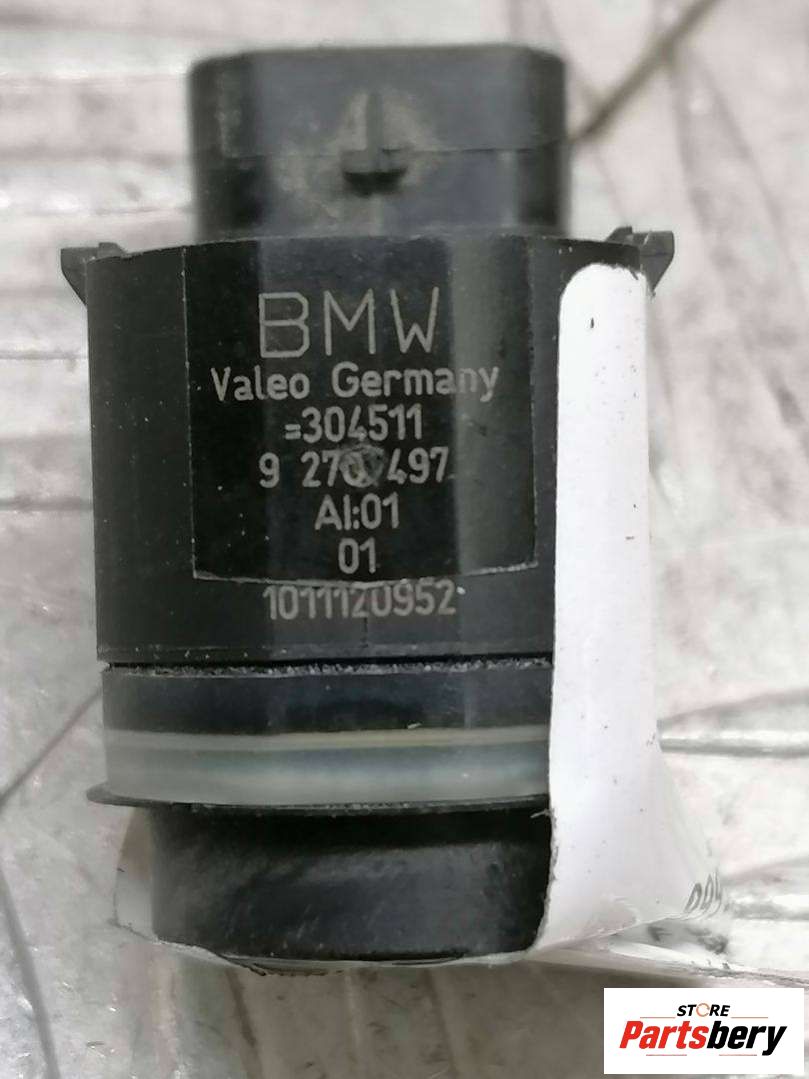 BMW
Valeo Germany
=304511
9 270 497
AI:01
01
1011120952
STORE
Partsbery